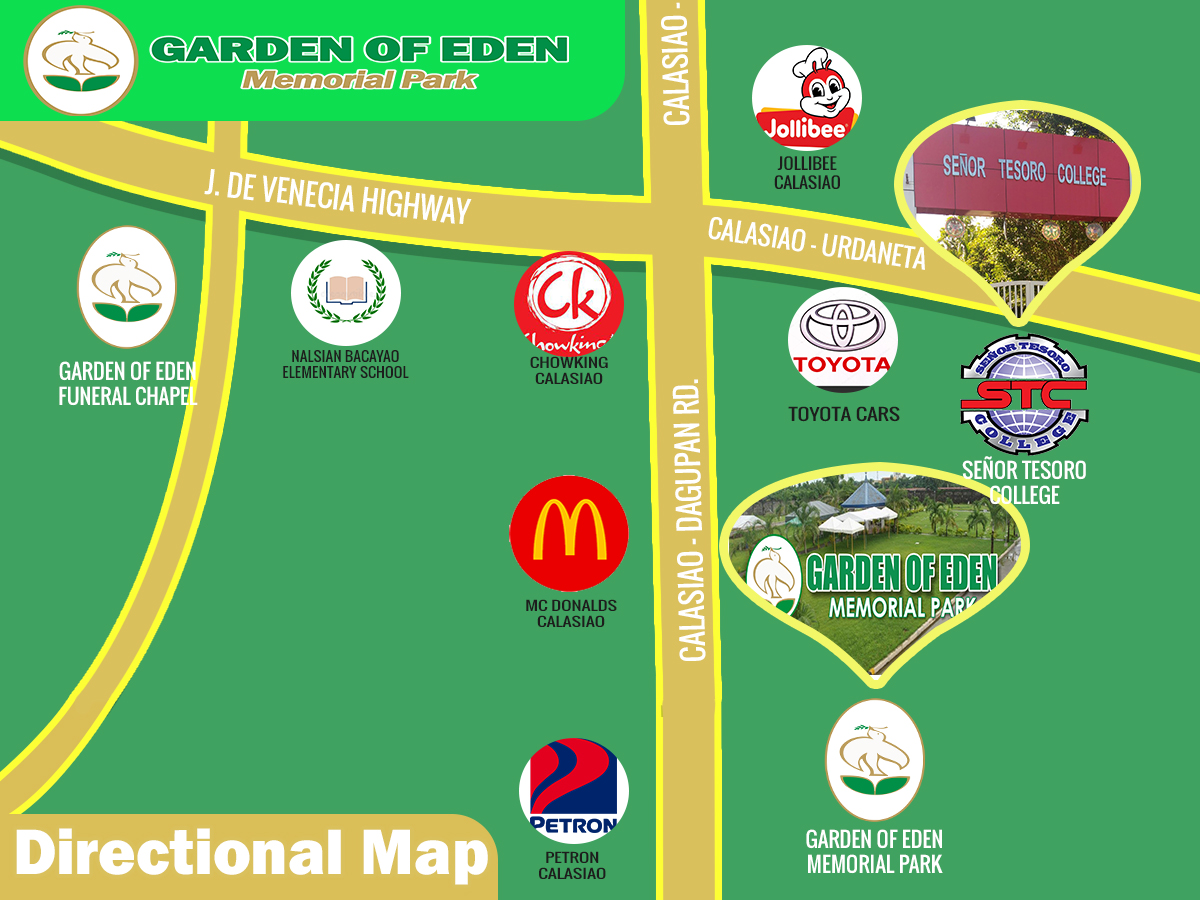 GARDEN OF EDEN
Memorial Park
CALASIAO -
Jollibee
JOLLIBEE
CALASIAO
SEÑOR TESORO COLLEGE
J. DE VENECIA HIGHWAY
CALASIAO - URDANETA
GARDEN OF EDEN
FUNERAL CHAPEL
NALSIAN BACAYAO
ELEMENTARY SCHOOL
Ck
Chowking
CHOWKING
CALASIAO
TOYOTA
TOYOTA CARS
SEÑOR TESORO
STC
COLLEGE
SEÑOR TESORO
COLLEGE
CALASIAO - DAGUPAN RD.
MC DONALDS
CALASIAO
GARDEN OF EDEN
MEMORIAL PARK
PETRON
PETRON
CALASIAO
GARDEN OF EDEN
MEMORIAL PARK
Directional Map